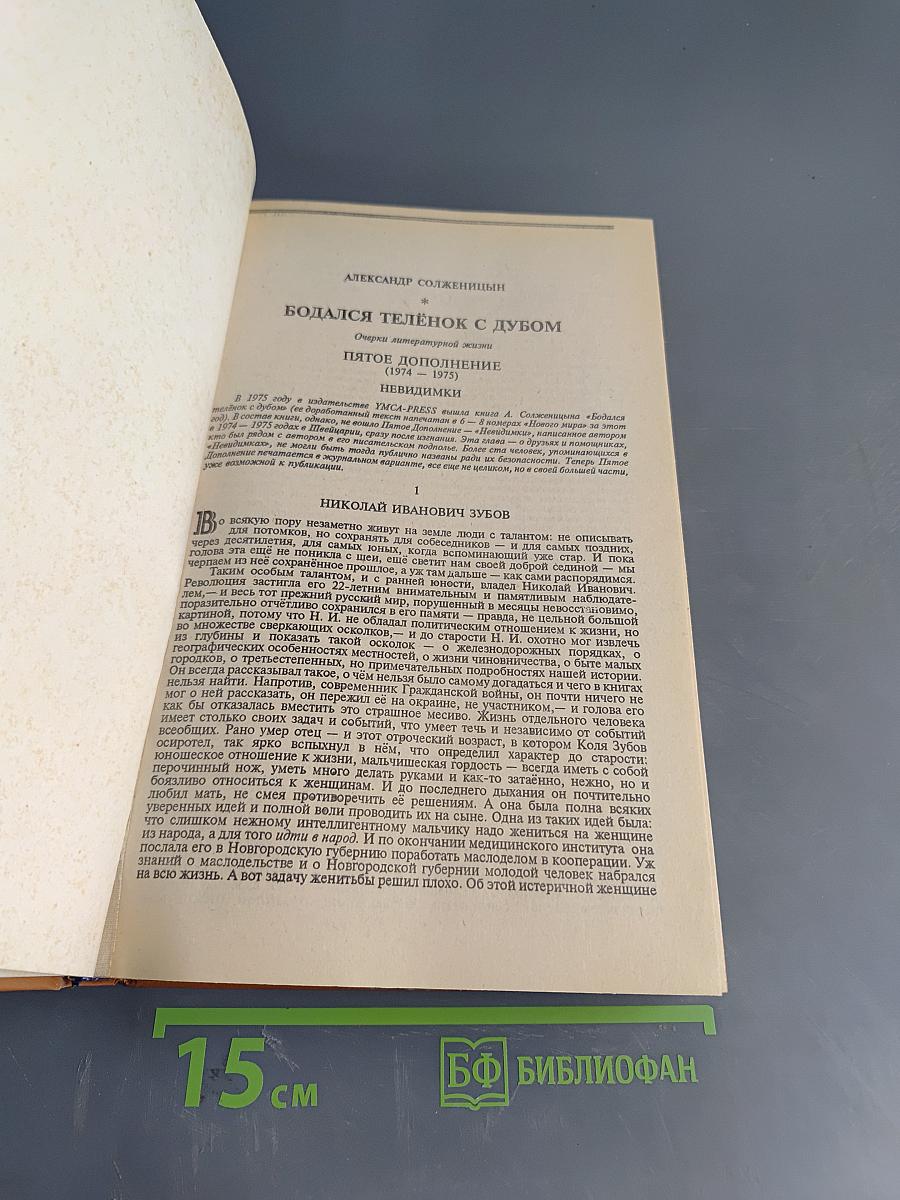 АЛЕКСАНДР СОЛЖЕНИЦЫН
*
БОДАЛСЯ ТЕЛЁНОК С ДУБОМ
Очерки литературной жизни
ПЯТОЕ ДОПОЛНЕНИЕ
(1974 — 1975)
НЕВИДИМКИ
В 1975 году в издательстве YMCA-PRESS вышла книга А. Солженицына «Бодался
телёнок с дубом» (ее доработанный текст напечатан в 6 — 8 номерах «Нового мира» за этот
год). В состав книги, однако, не вошло Пятое Дополнение — «Невидимки», написанное автором
в 1974 — 1975 годах в Швейцарии, сразу после изгнания. Эта глава — о друзьях и помощниках,
кто был рядом с автором в его писательском подполье. Более ста человек, упоминающихся в
«Невидимках», не могли быть тогда публично названы ради их безопасности. Теперь Пятое
Дополнение печатается в журнальном варианте, все еще не целиком, но в своей большей части,
уже возможной к публикации.
1
НИКОЛАЙ ИВАНОВИЧ ЗУБОВ
Во всякую пору незаметно живут на земле люди с талантом: не описывать
для потомков, но сохранять для собеседников — и для самых поздних,
через десятилетия, для самых юных, когда вспоминающий уже стар. И пока
голова эта ещё не поникла с шеи, ещё светит нам своей доброй сединой — мы
черпаем из неё сохранённое прошлое, а уж там дальше — как сами распорядимся.
Таким особым талантом, и с ранней юности, владел Николай Иванович.
Революция застигла его 22-летним внимательным и памятливым наблюдате-
лем,— и весь тот прежний русский мир, порушенный в месяцы невосстановимо,
поразительно отчётливо сохранился в его памяти — правда, не цельной большой
картиной, потому что Н. И. не обладал политическим отношением к жизни, но
во множестве сверкающих осколков,— и до старости Н. И. охотно мог извлечь
из глубины и показать такой осколок — о железнодорожных порядках, о
географических особенностях местностей, о жизни чиновничества, о быте малых
городков, о третьестепенных, но примечательных подробностях нашей истории.
Он всегда рассказывал такое, о чём нельзя было самому догадаться и чего в книгах
нельзя найти. Напротив, современник Гражданской войны, он почти ничего не
мог о ней рассказать, он пережил её на окраине, не участником,— и голова его
как бы отказалась вместить это страшное месиво. Жизнь отдельного человека
имеет столько своих задач и событий, что умеет течь и независимо от событий
всеобщих. Рано умер отец — и этот отроческий возраст, в котором Коля Зубов
осиротел, так ярко вспыхнул в нём, что определил характер до старости:
юношеское отношение к жизни, мальчишеская гордость — всегда иметь с собой
перочинный нож, уметь много делать руками и как-то затаённо, нежно, но и
боязливо относиться к женщинам. И до последнего дыхания он почтительно
любил мать, не смея противоречить её решениям. А она была полна всяких
уверенных идей и полной воли проводить их на сыне. Одна из таких идей была:
что слишком нежному интеллигентному мальчику надо жениться на женщине
из народа, а для того идти в народ. И по окончании медицинского института она
послала его в Новгородскую губернию поработать маслоделом в кооперации. Уж
знаний о маслодельстве и о Новгородской губернии молодой человек набрался
на всю жизнь. А вот задачу женитьбы решил плохо. Об этой истеричной женщине
15 см
БФ БИБЛИОФАН